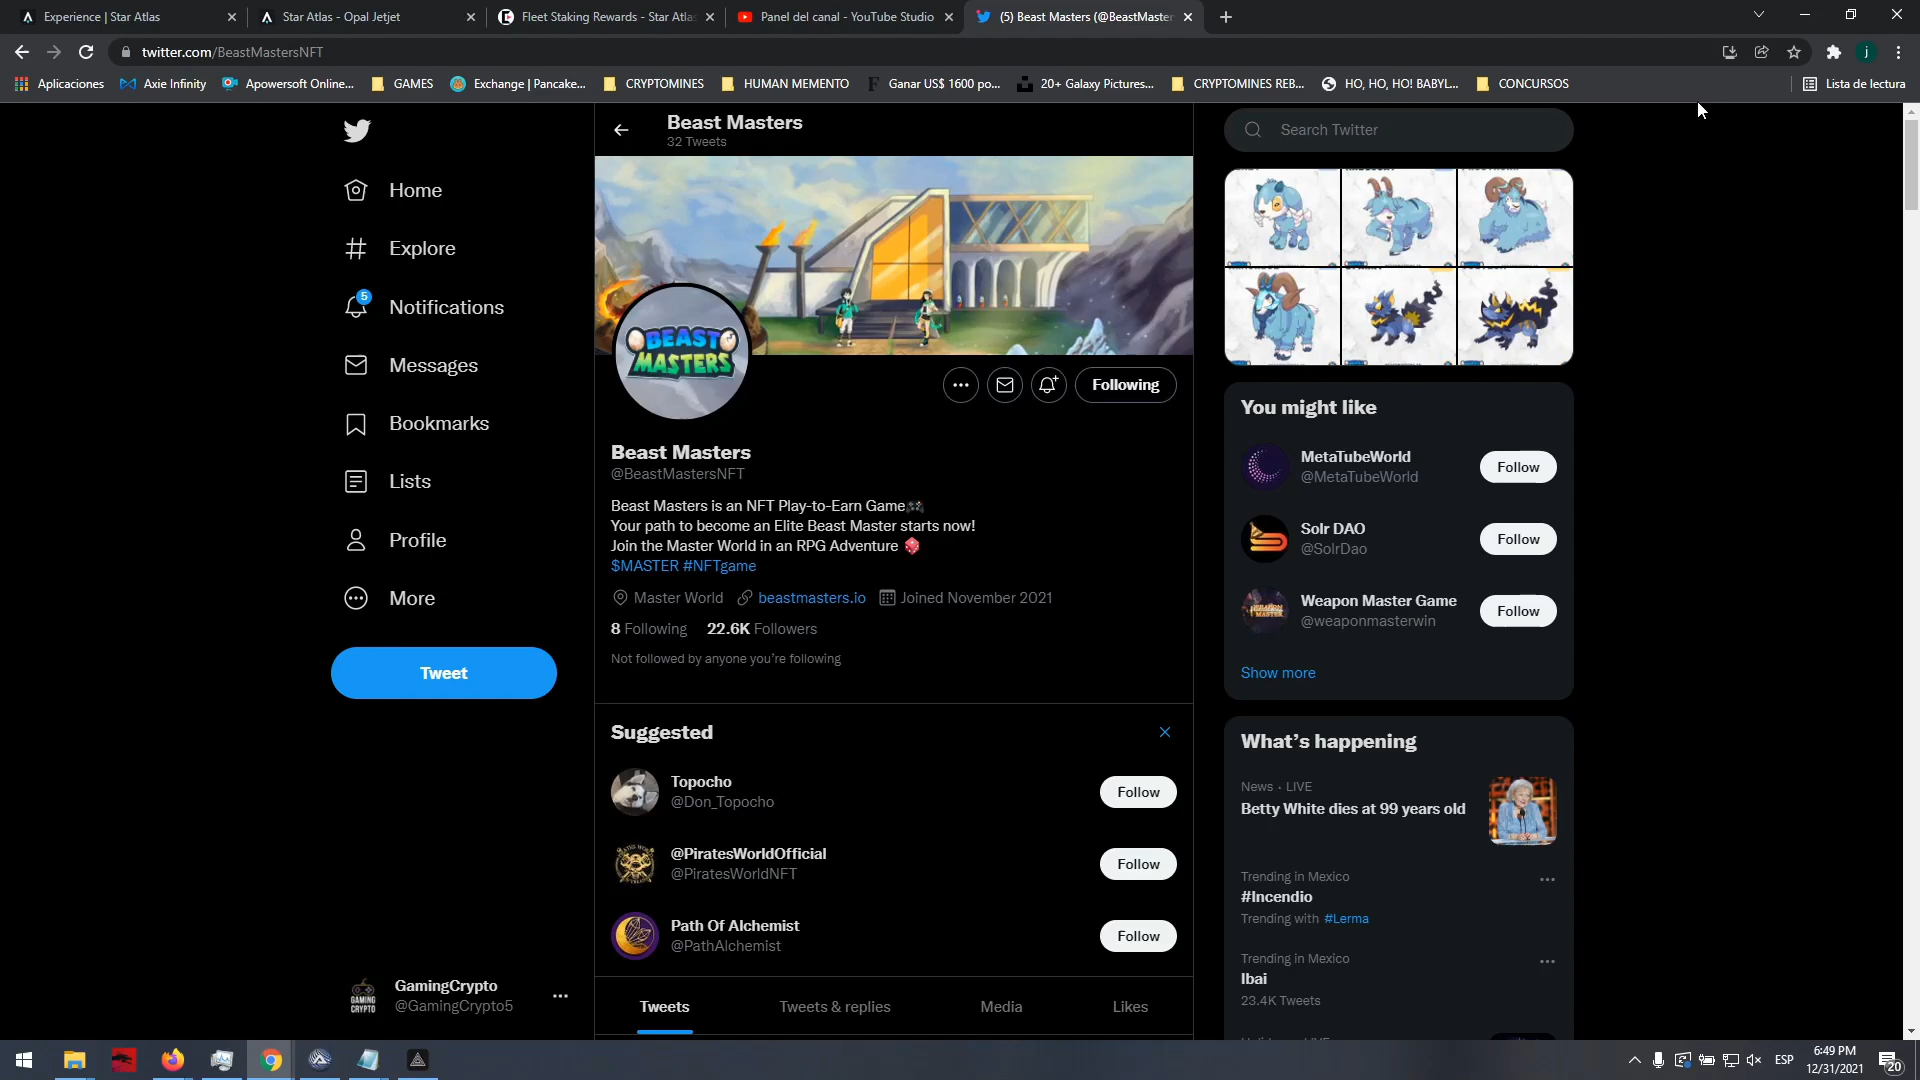 Experience | Star Atlas
Star Atlas - Opal Jetjet
Fleet Staking Rewards - Star Atlas
Panel del canal - YouTube Studio
(5) Beast Masters (@BeastMaster
twitter.com/BeastMastersNFT
Aplicaciones
Axie Infinity
Apowersoft Online...
GAMES
Exchange | Pancake...
CRYPTOMINES
HUMAN MEMENTO
Ganar US$ 1600 po...
20+ Galaxy Pictures...
CRYPTOMINES REB...
HO, HO, HO! BABYL...
CONCURSOS
Lista de lectura
Home
Explore
5
Notifications
Messages
Bookmarks
Lists
Profile
More
Tweet
GamingCrypto
@GamingCrypto5
Beast Masters
32 Tweets
BEAST
MASTERS
Following
Beast Masters
@BeastMastersNFT
Beast Masters is an NFT Play-to-Earn Game
Your path to become an Elite Beast Master starts now!
Join the Master World in an RPG Adventure
$MASTER #NFTgame
Master World beastmasters.io Joined November 2021
8 Following 22.6K Followers
Not followed by anyone you're following
Suggested
Topocho
@Don_Topocho
Follow
@PiratesWorldOfficial
@PiratesWorldNFT
Follow
Path Of Alchemist
@PathAlchemist
Follow
Tweets Tweets & replies Media Likes
Search Twitter
You might like
MetaTubeWorld
@MetaTubeWorld
Follow
Solr DAO
@SolrDao
Follow
Weapon Master Game
@weaponmasterwin
Follow
Show more
What's happening
News · LIVE
Betty White dies at 99 years old
Trending in Mexico
#Incendio
Trending with #Lerma
Trending in Mexico
Ibai
23.4K Tweets
GAMING
CRYPTO
j
ESP
6:49 PM
12/31/2021
20